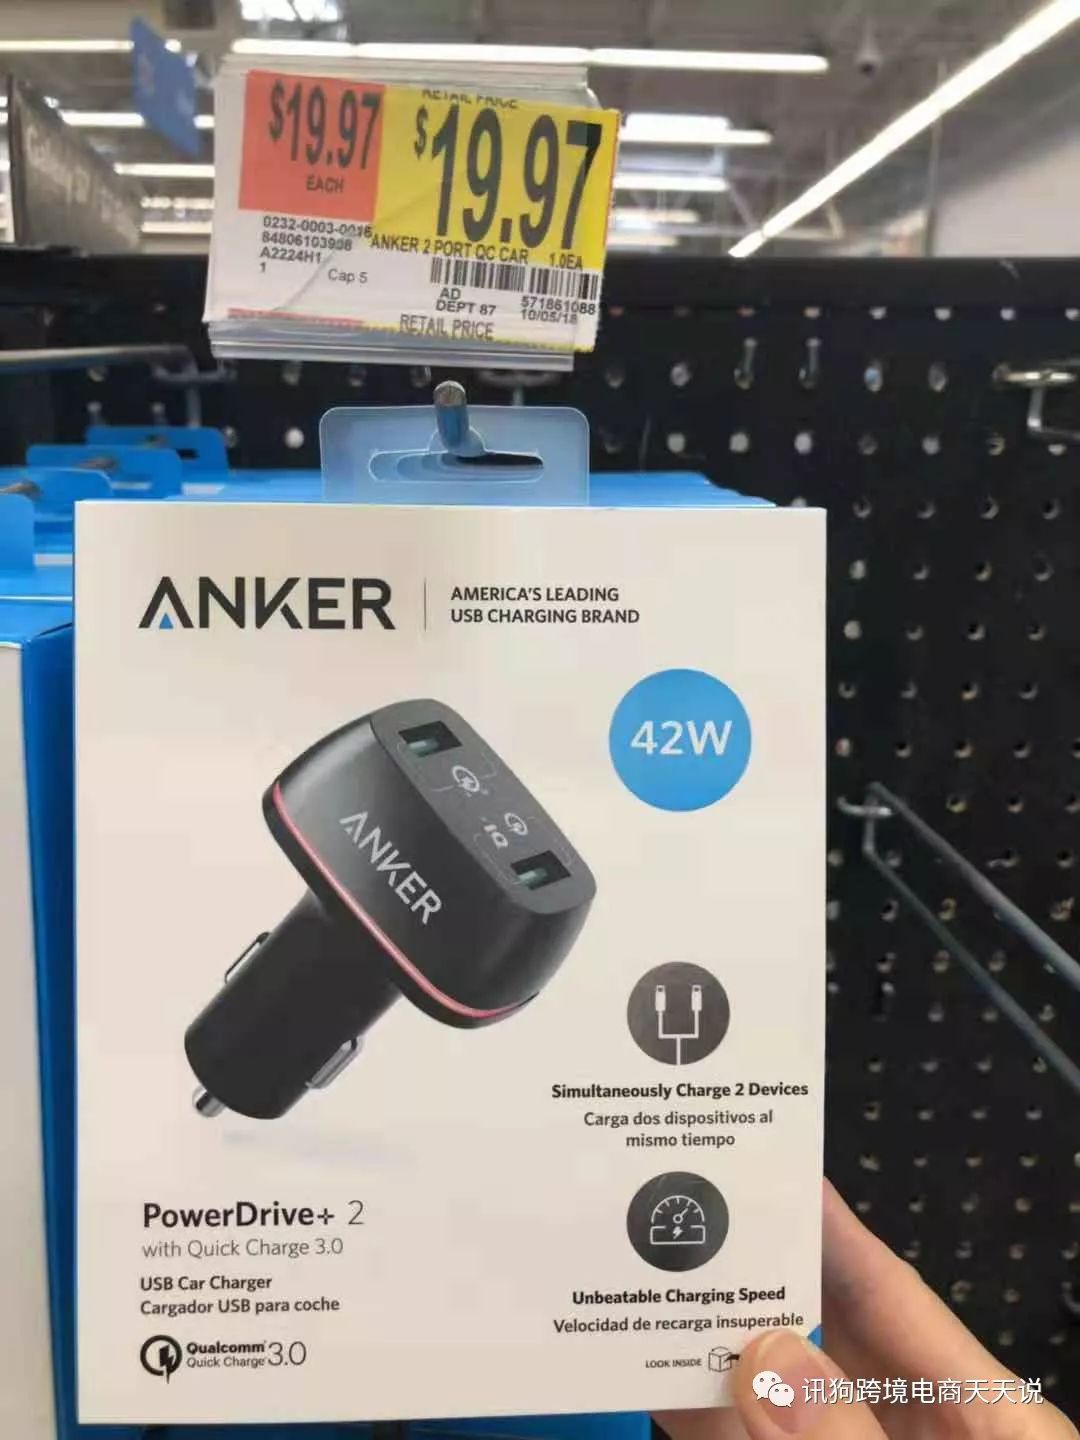 RETAIL PRICE
$19.97
EACH
$19.97
0232-0003-0016
84806103908
A2224H1
1
Cap 5
ANKER 2 PORT QC CAR 1.0EA
AD
DEPT 87
571861088
10/05/18
RETAIL PRICE
ANKER
AMERICA'S LEADING
USB CHARGING BRAND
42W
ANKER
IQ
Simultaneously Charge 2 Devices
Carga dos dispositivos al
mismo tiempo
PowerDrive+ 2
with Quick Charge 3.0
USB Car Charger
Cargador USB para coche
Qualcomm
Quick Charge 3.0
Unbeatable Charging Speed
Velocidad de recarga insuperable
LOOK INSIDE
讯狗跨境电商天天说